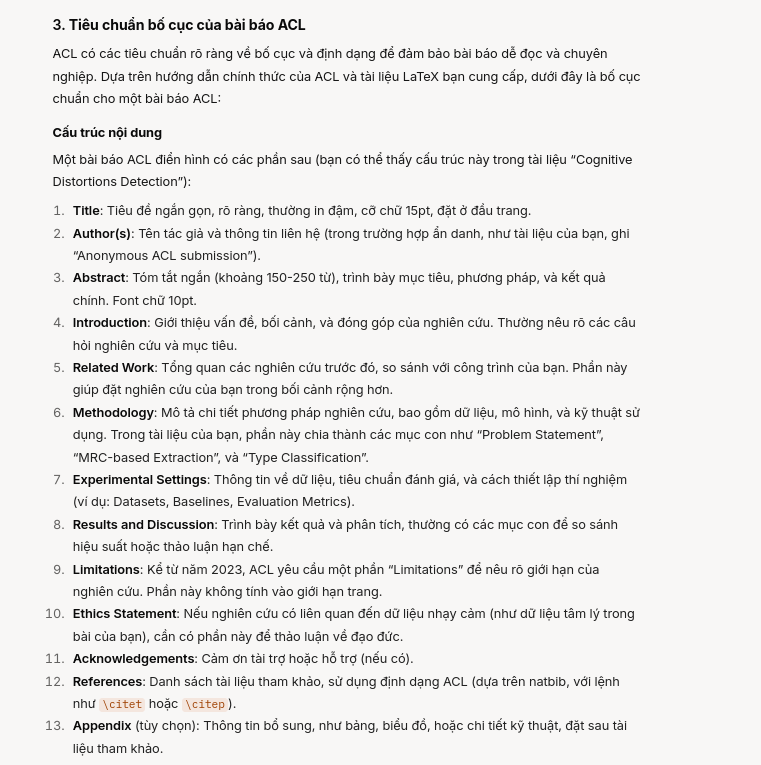 3. Tiêu chuẩn bố cục của bài báo ACL
ACL có các tiêu chuẩn rõ ràng về bố cục và định dạng để đảm bảo bài báo dễ đọc và chuyên
nghiệp. Dựa trên hướng dẫn chính thức của ACL và tài liệu LaTeX bạn cung cấp, dưới đây là bố cục
chuẩn cho một bài báo ACL:
Cấu trúc nội dung
Một bài báo ACL điển hình có các phần sau (bạn có thể thấy cấu trúc này trong tài liệu “Cognitive
Distortions Detection”):
1. Title: Tiêu đề ngắn gọn, rõ ràng, thường in đậm, cỡ chữ 15pt, đặt ở đầu trang.
2. Author(s): Tên tác giả và thông tin liên hệ (trong trường hợp ẩn danh, như tài liệu của bạn, ghi
“Anonymous ACL submission”).
3. Abstract: Tóm tắt ngắn (khoảng 150-250 từ), trình bày mục tiêu, phương pháp, và kết quả
chính. Font chữ 10pt.
4. Introduction: Giới thiệu vấn đề, bối cảnh, và đóng góp của nghiên cứu. Thường nêu rõ các câu
hỏi nghiên cứu và mục tiêu.
5. Related Work: Tổng quan các nghiên cứu trước đó, so sánh với công trình của bạn. Phần này
giúp đặt nghiên cứu của bạn trong bối cảnh rộng hơn.
6. Methodology: Mô tả chi tiết phương pháp nghiên cứu, bao gồm dữ liệu, mô hình, và kỹ thuật sử
dụng. Trong tài liệu của bạn, phần này chia thành các mục con như “Problem Statement”,
“MRC-based Extraction”, và “Type Classification”.
7. Experimental Settings: Thông tin về dữ liệu, tiêu chuẩn đánh giá, và cách thiết lập thí nghiệm
(ví dụ: Datasets, Baselines, Evaluation Metrics).
8. Results and Discussion: Trình bày kết quả và phân tích, thường có các mục con để so sánh
hiệu suất hoặc thảo luận hạn chế.
9. Limitations: Kể từ năm 2023, ACL yêu cầu một phần “Limitations” để nêu rõ giới hạn của
nghiên cứu. Phần này không tính vào giới hạn trang.
10. Ethics Statement: Nếu nghiên cứu có liên quan đến dữ liệu nhạy cảm (như dữ liệu tâm lý trong
bài của bạn), cần có phần này để thảo luận về đạo đức.
11. Acknowledgements: Cảm ơn tài trợ hoặc hỗ trợ (nếu có).
12. References: Danh sách tài liệu tham khảo, sử dụng định dạng ACL (dựa trên natbib, với lệnh
như \citet hoặc \citep).
13. Appendix (tùy chọn): Thông tin bổ sung, như bảng, biểu đồ, hoặc chi tiết kỹ thuật, đặt sau tài
liệu tham khảo.